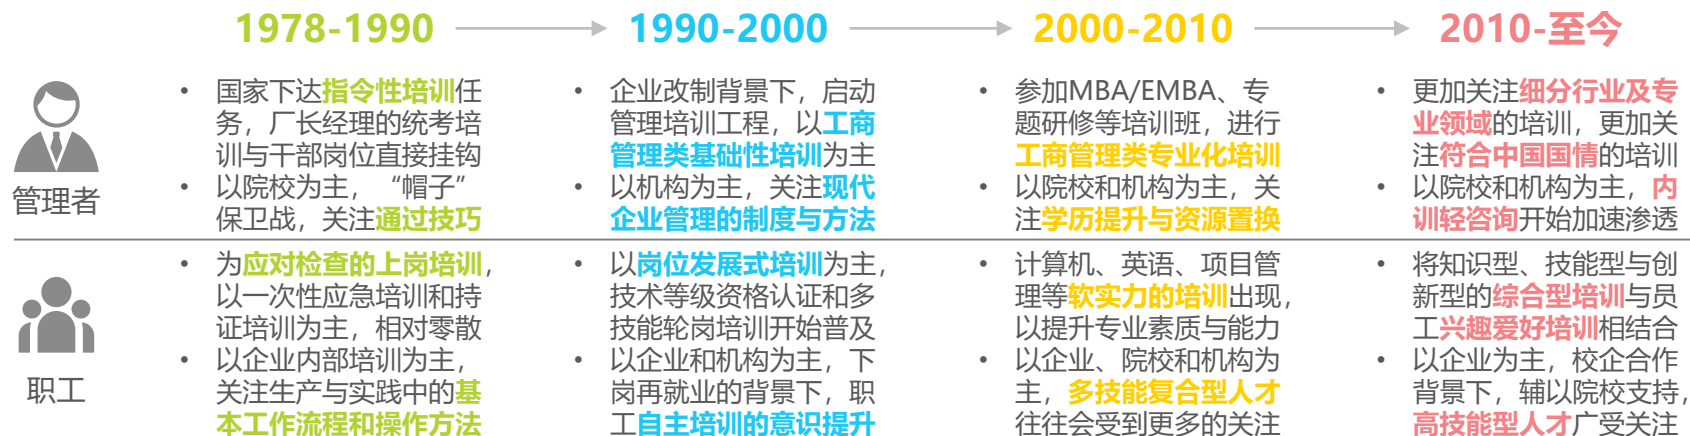 1978-1990
1990-2000
2000-2010
2010-至今
管理者
• 国家下达指令性培训任
务，厂长经理的统考培
训与干部岗位直接挂钩
• 以院校为主，“帽子”
保卫战，关注通过技巧
• 企业改制背景下，启动
管理培训工程，以工商
管理类基础性培训为主
• 以机构为主，关注现代
企业管理的制度与方法
• 参加MBA/EMBA、专
题研修等培训班，进行
工商管理类专业化培训
• 以院校和机构为主，关
注学历提升与资源置换
• 更加关注细分行业及专
业领域的培训，更加关
注符合中国国情的培训
• 以院校和机构为主，内
训轻咨询开始加速渗透
职工
• 为应对检查的上岗培训，
以一次性应急培训和持
证培训为主，相对零散
• 以企业内部培训为主，
关注生产与实践中的基
本工作流程和操作方法
• 以岗位发展式培训为主，
技术等级资格认证和多
技能轮岗培训开始普及
• 以企业和机构为主，下
岗再就业的背景下，职
工自主培训的意识提升
• 计算机、英语、项目管
理等软实力的培训出现，
以提升专业素质与能力
• 以企业、院校和机构为
主，多技能复合型人才
往往会受到更多的关注
• 将知识型、技能型与创
新型的综合型培训与员
工兴趣爱好培训相结合
• 以企业为主，校企合作
背景下，辅以院校支持，
高技能型人才广受关注